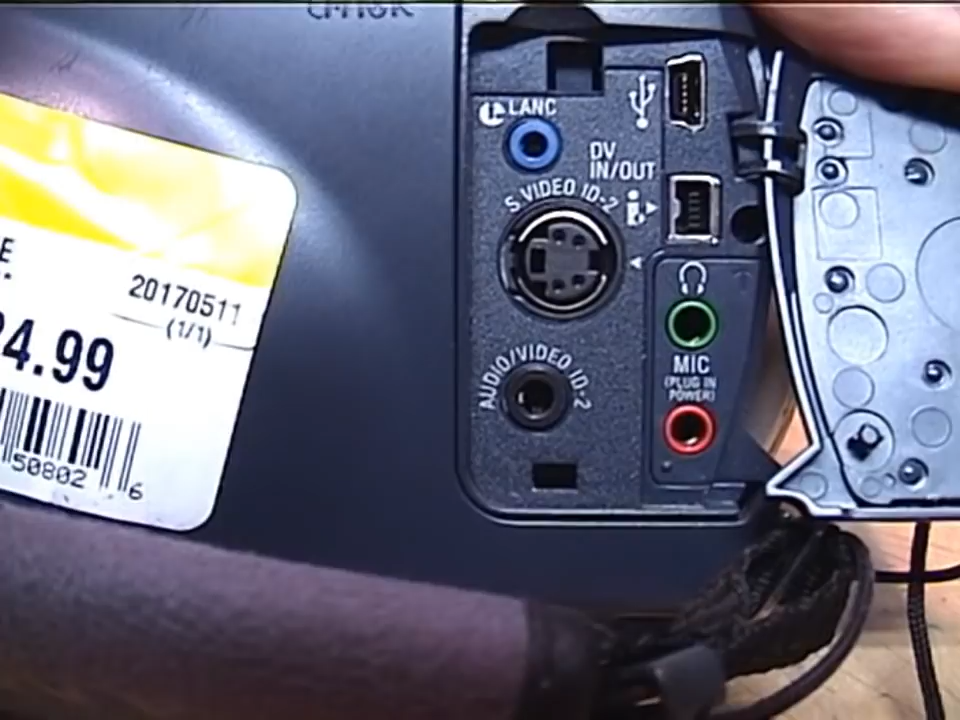 E
20170511
(1/1)
24.99
50802 6
LANC
DV
IN/OUT
S VIDEO ID-2
i
AUDIO/VIDEO ID-2
MIC
(PLUG IN
POWER)